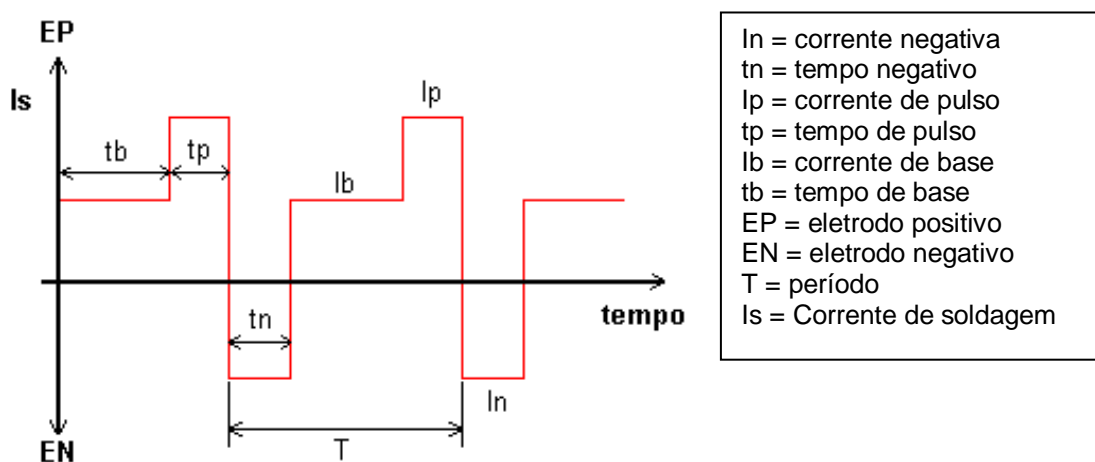 EP
Is
Ip
tb
tp
Ib
tempo
tn
In
T
EN
In = corrente negativa
tn = tempo negativo
Ip = corrente de pulso
tp = tempo de pulso
Ib = corrente de base
tb = tempo de base
EP = eletrodo positivo
EN = eletrodo negativo
T = período
Is = Corrente de soldagem